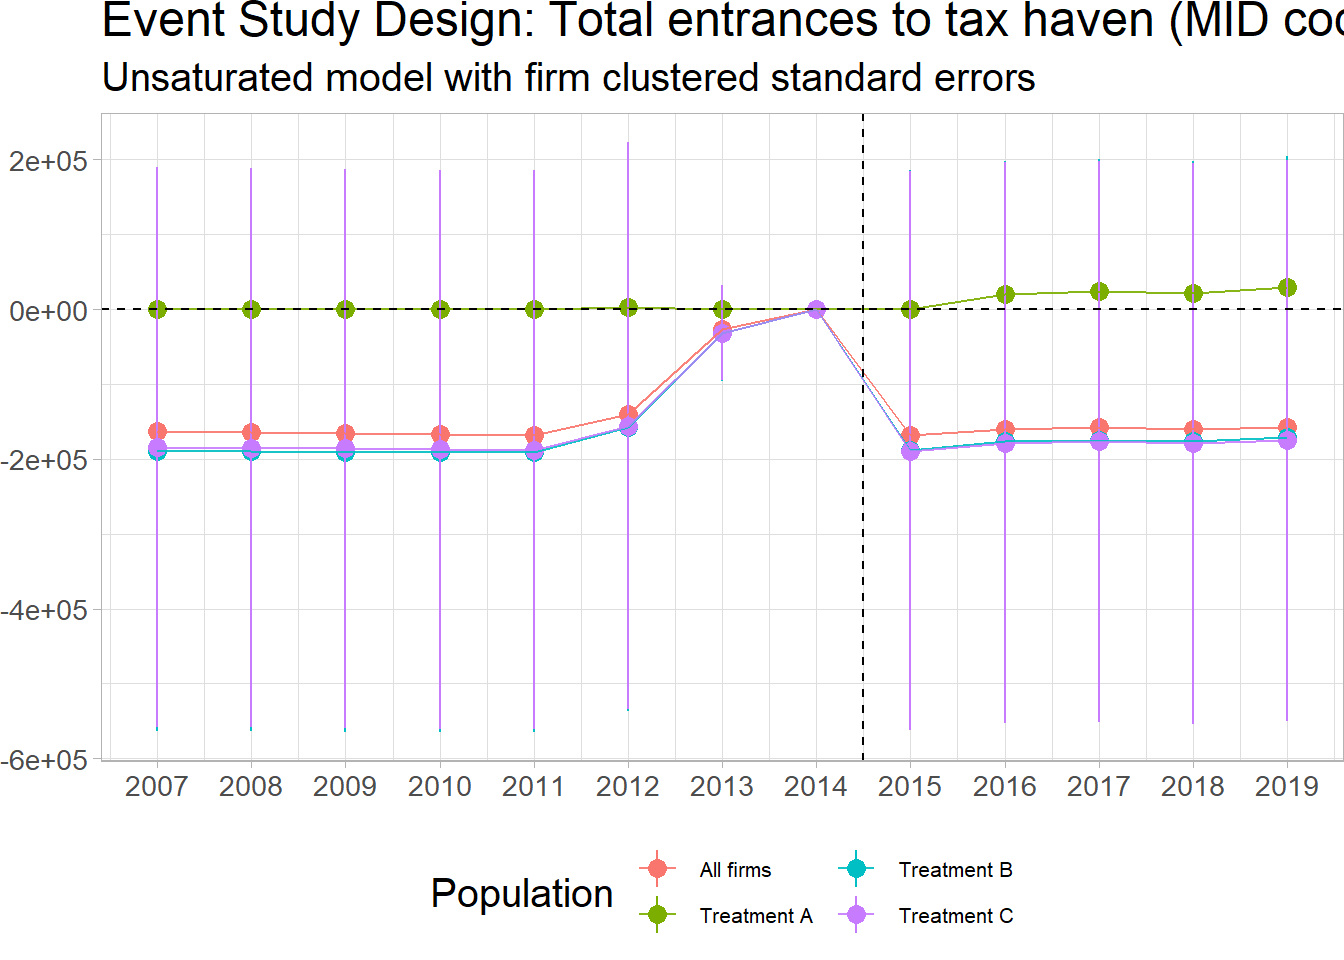 Event Study Design: Total entrances to tax haven (MID
Unsaturated model with firm clustered standard errors
2e+05
0e+00
-2e+05
-4e+05
-6e+05
2007 2008 2009 2010 2011 2012 2013 2014 2015 2016 2017 2018 2019
Population
All firms
Treatment B
Treatment A
Treatment C